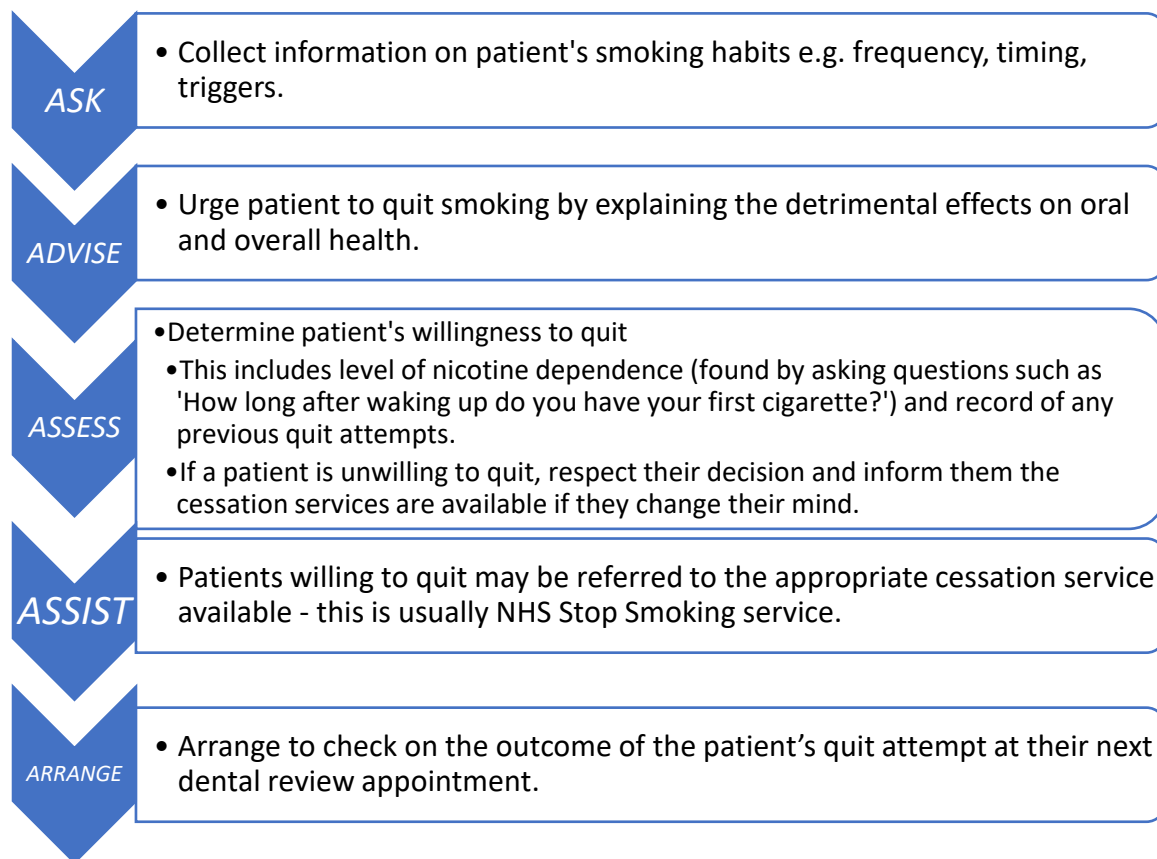 ASK
• Collect information on patient's smoking habits e.g. frequency, timing,
triggers.
ADVISE
• Urge patient to quit smoking by explaining the detrimental effects on oral
and overall health.
ASSESS
•Determine patient's willingness to quit
•This includes level of nicotine dependence (found by asking questions such as
'How long after waking up do you have your first cigarette?') and record of any
previous quit attempts.
•If a patient is unwilling to quit, respect their decision and inform them the
cessation services are available if they change their mind.
ASSIST
• Patients willing to quit may be referred to the appropriate cessation service
available - this is usually NHS Stop Smoking service.
ARRANGE
• Arrange to check on the outcome of the patient’s quit attempt at their next
dental review appointment.